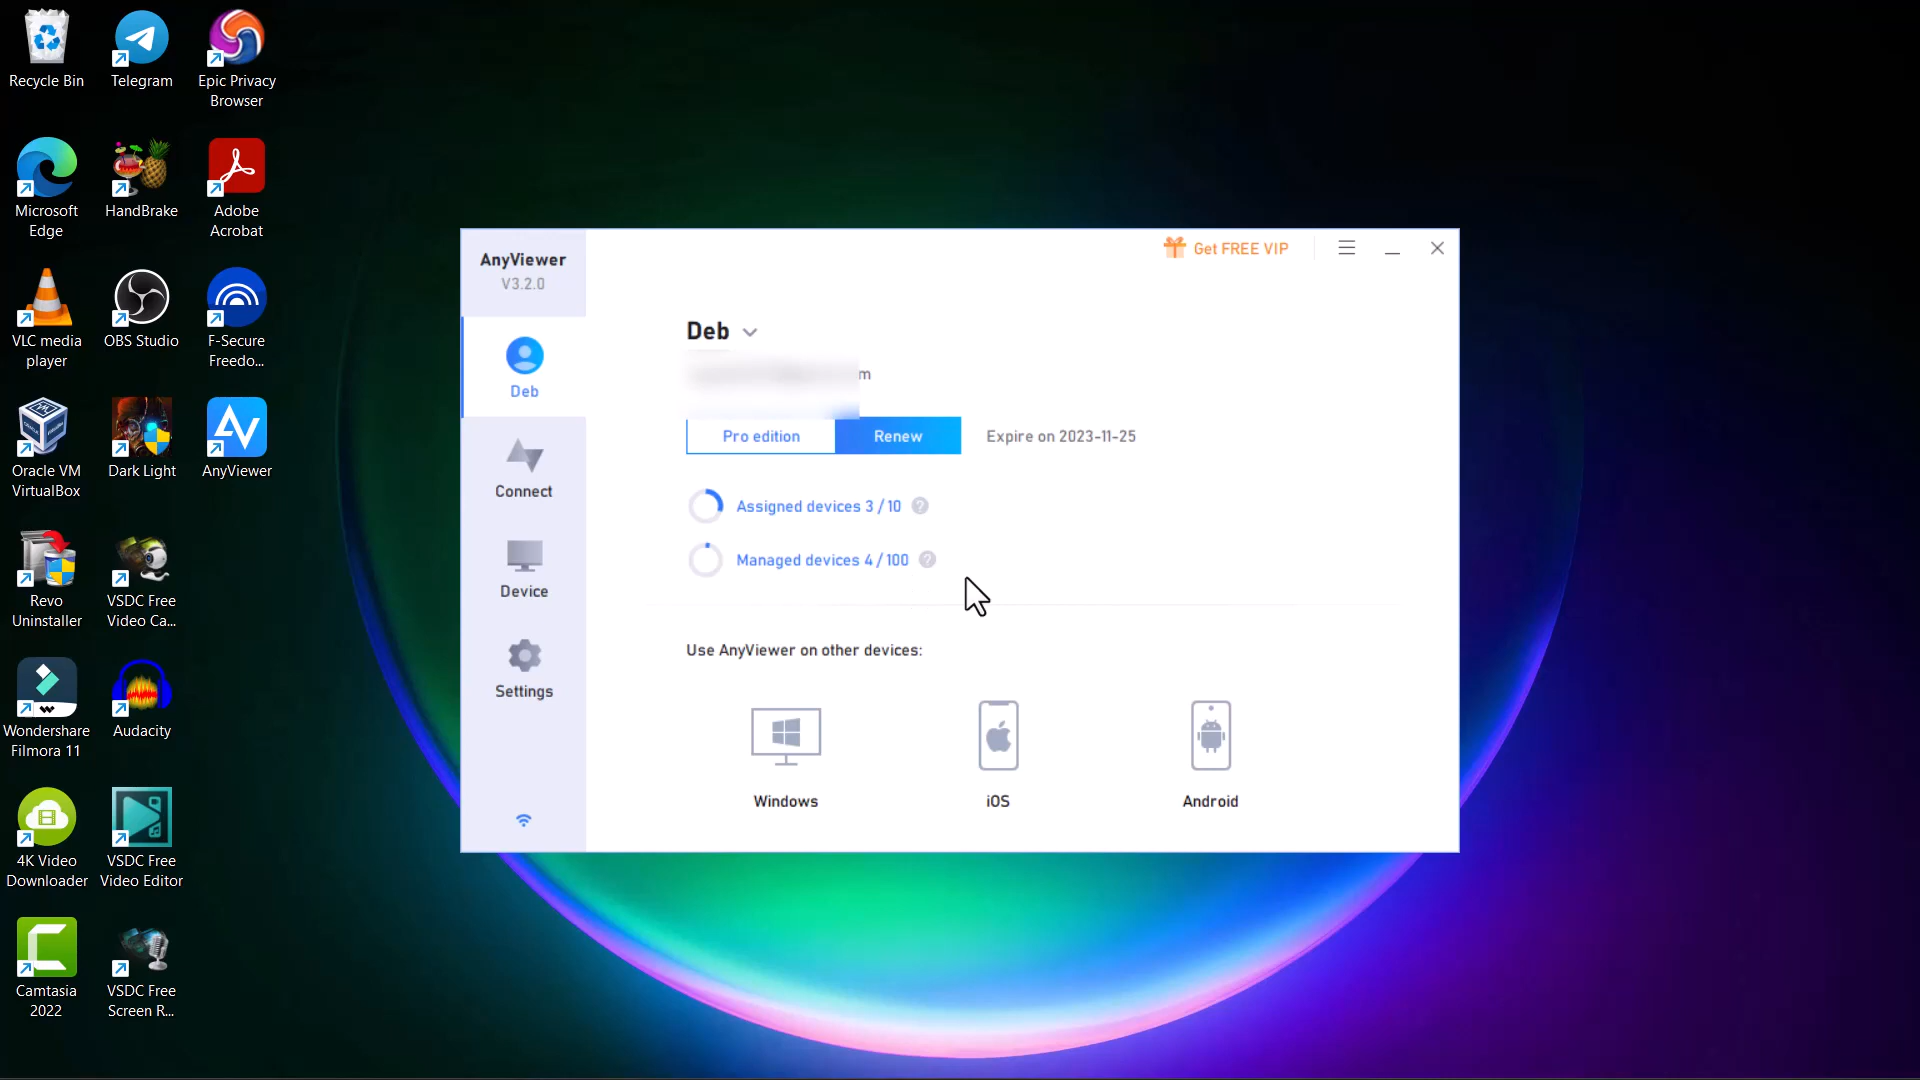 Recycle Bin
Telegram
Epic Privacy
Browser
Microsoft
Edge
HandBrake
Adobe
Acrobat
VLC media
player
OBS Studio
F-Secure
Freedo...
Oracle VM
VirtualBox
Dark Light
AnyViewer
Revo
Uninstaller
VSDC Free
Video Ca...
Wondershare
Filmora 11
Audacity
4K Video
Downloader
VSDC Free
Video Editor
Camtasia
2022
VSDC Free
Screen R...
AnyViewer
V3.2.0
Get FREE VIP
Deb
Connect
Device
Settings
Deb
m
Pro edition
Renew
Expire on 2023-11-25
Assigned devices 3 / 10
?
Managed devices 4 / 100
?
Use AnyViewer on other devices:
Windows
iOS
Android